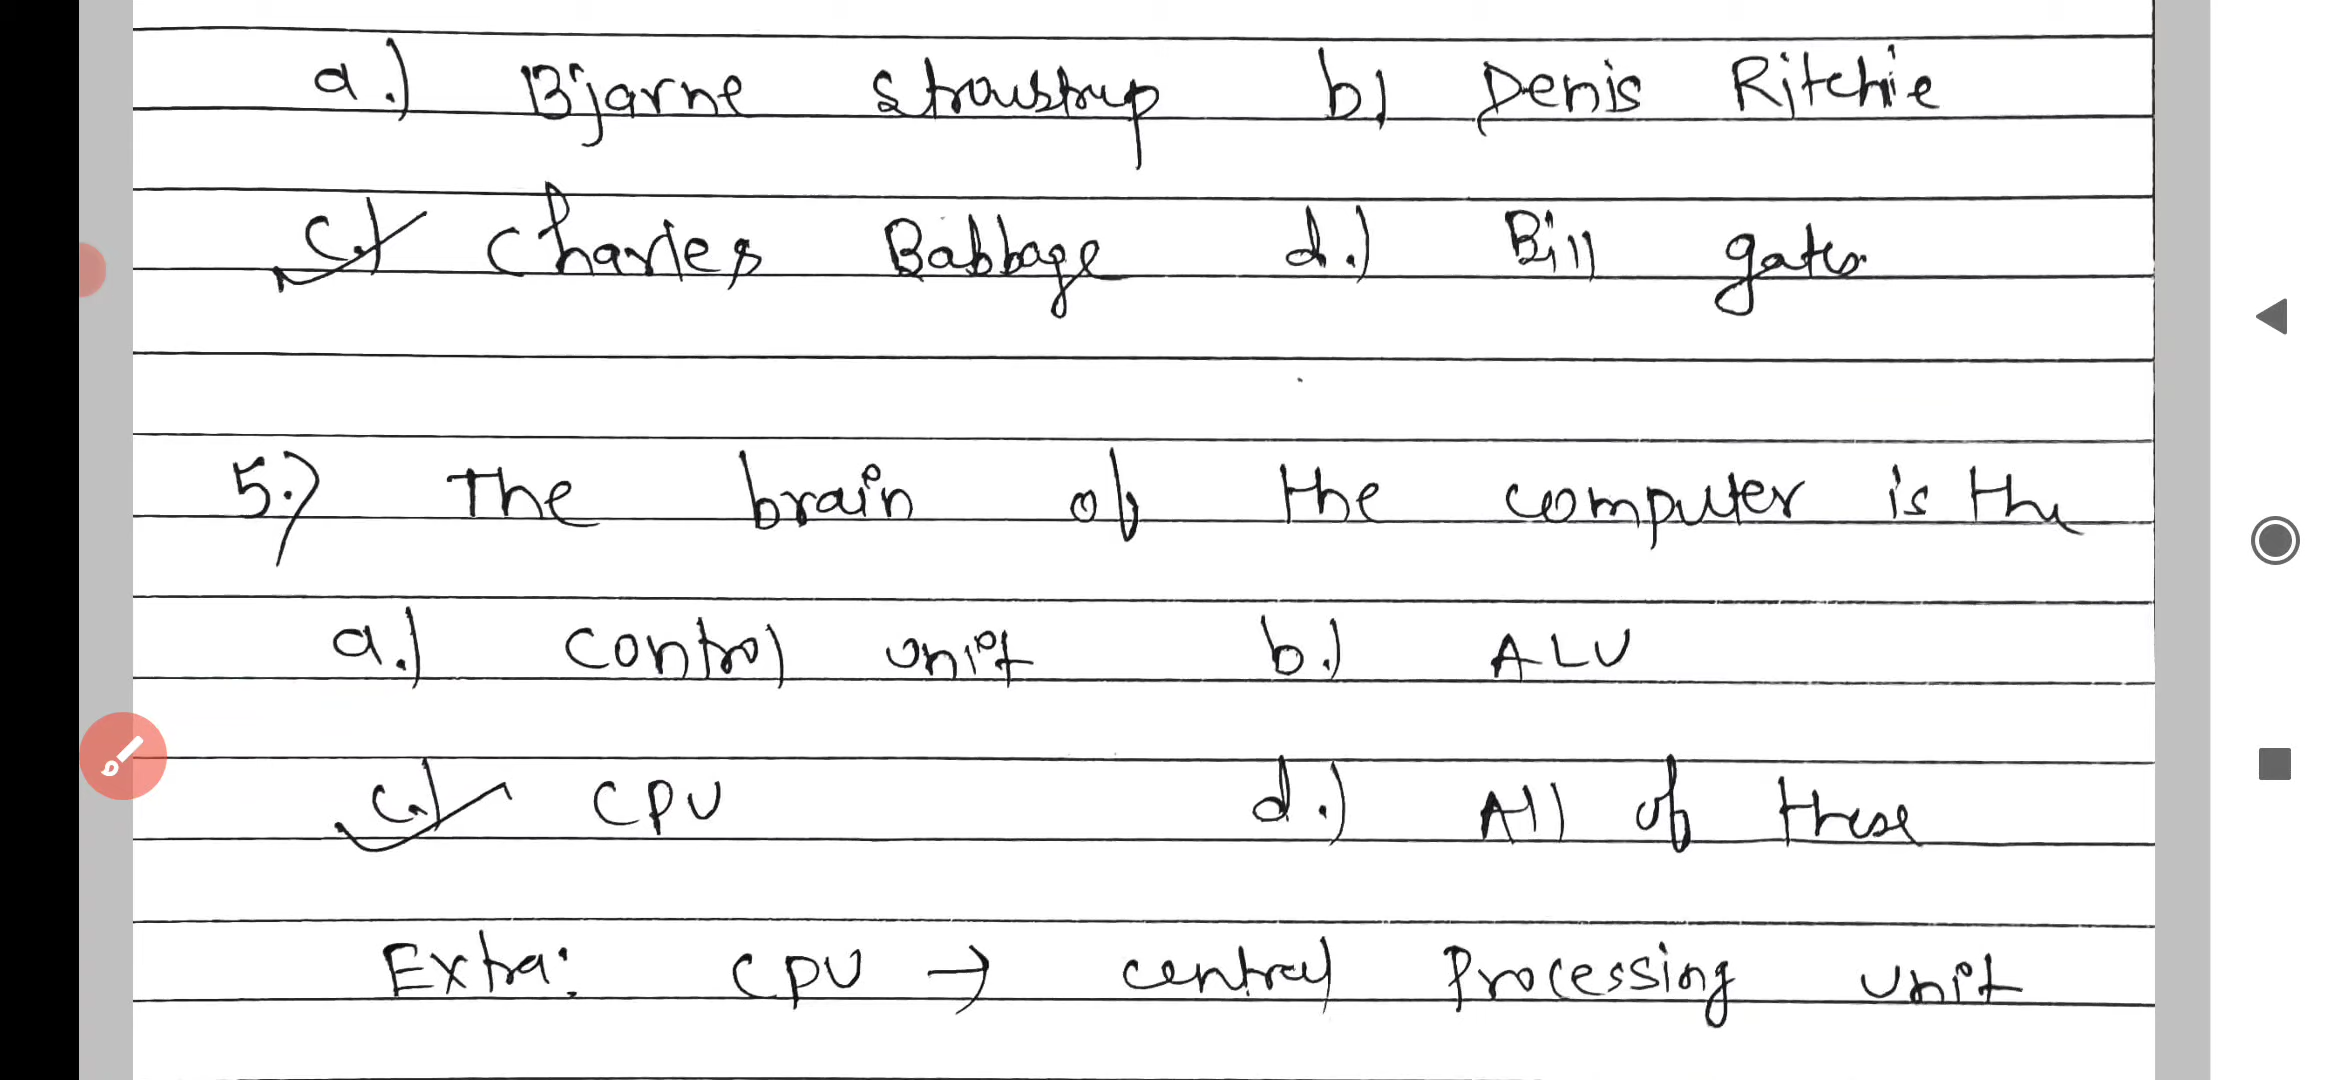 a.) Bjarne Stroustrup b) Denis Ritchie
c.) Charles Babbage d.) Bill gates
5.) The brain of the computer is the
a.) Control unit b.) ALU
c.) CPU d.) All of these
Extra: CPU → central Processing unit